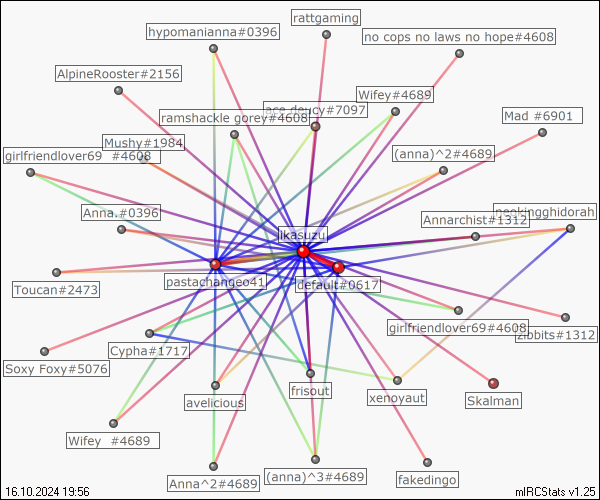 rattgaming
hypomanianna#0396
no cops no laws no hope#4608
AlpineRooster#2156
Wifey#4689
ace deucy#7097
ramshackle gorey#4608
Mad #6901
Mushy#1984
girlfriendlover69 #4608
(anna)^2#4689
Anna.#0396
peekingghidorah
Annarchist#1312
Ikasuzu
pastachangeo41
default#0617
Toucan#2473
girlfriendlover69#4608
zibbits#1312
Cypha#1717
Soxy Foxy#5076
frisout
xenoyaut
avelicious
Skalman
Wifey #4689
Anna^2#4689
(anna)^3#4689
fakedingo
16.10.2024 19:56
mIRCStats v1.25